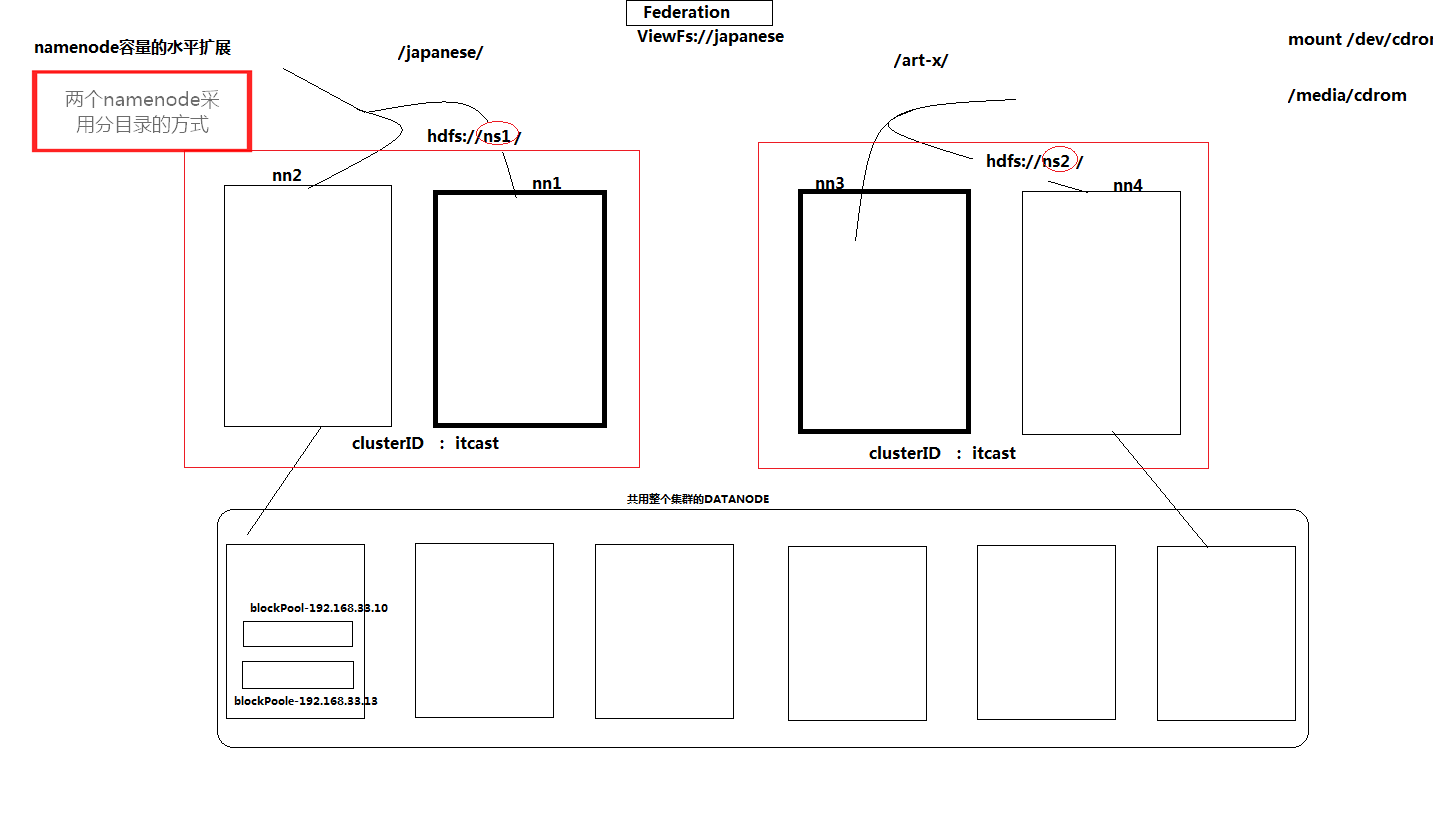 Federation
ViewFs://japanese
namenode容量的水平扩展
/japanese/
/art-x/
mount /dev/cdror
/media/cdrom
两个namenode采
用分目录的方式
hdfs://ns1 /
hdfs://ns2 /
nn2
nn1
nn3
nn4
clusterID : itcast
clusterID : itcast
共用整个集群的DATANODE
blockPool-192.168.33.10
blockPoole-192.168.33.13